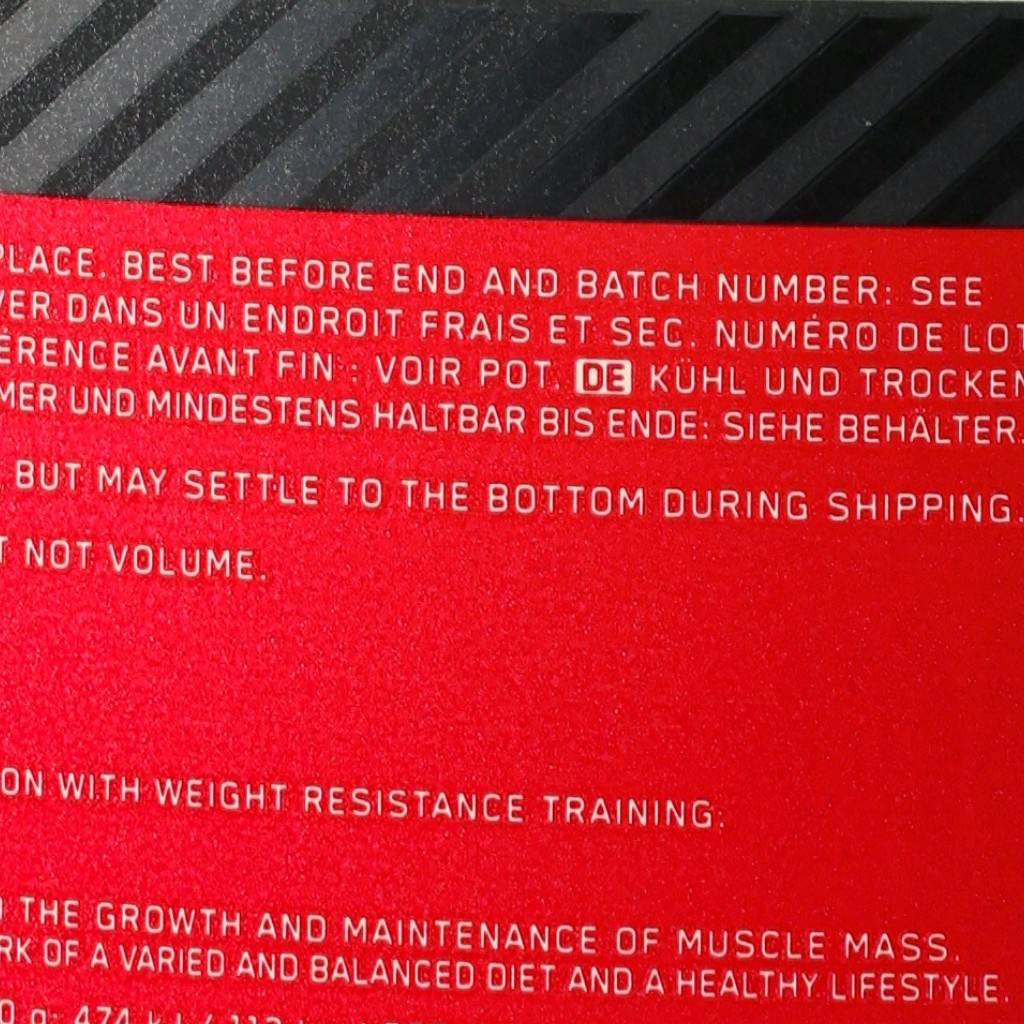 PLACE. BEST BEFORE END AND BATCH NUMBER: SEE
VER DANS UN ENDROIT FRAIS ET SEC. NUMÉRO DE LOT
ÉRENCE AVANT FIN : VOIR POT. DE KÜHL UND TROCKEN
MER UND MINDESTENS HALTBAR BIS ENDE: SIEHE BEHÄLTER.
BUT MAY SETTLE TO THE BOTTOM DURING SHIPPING.
T NOT VOLUME.
ON WITH WEIGHT RESISTANCE TRAINING:
THE GROWTH AND MAINTENANCE OF MUSCLE MASS.
RK OF A VARIED AND BALANCED DIET AND A HEALTHY LIFESTYLE.